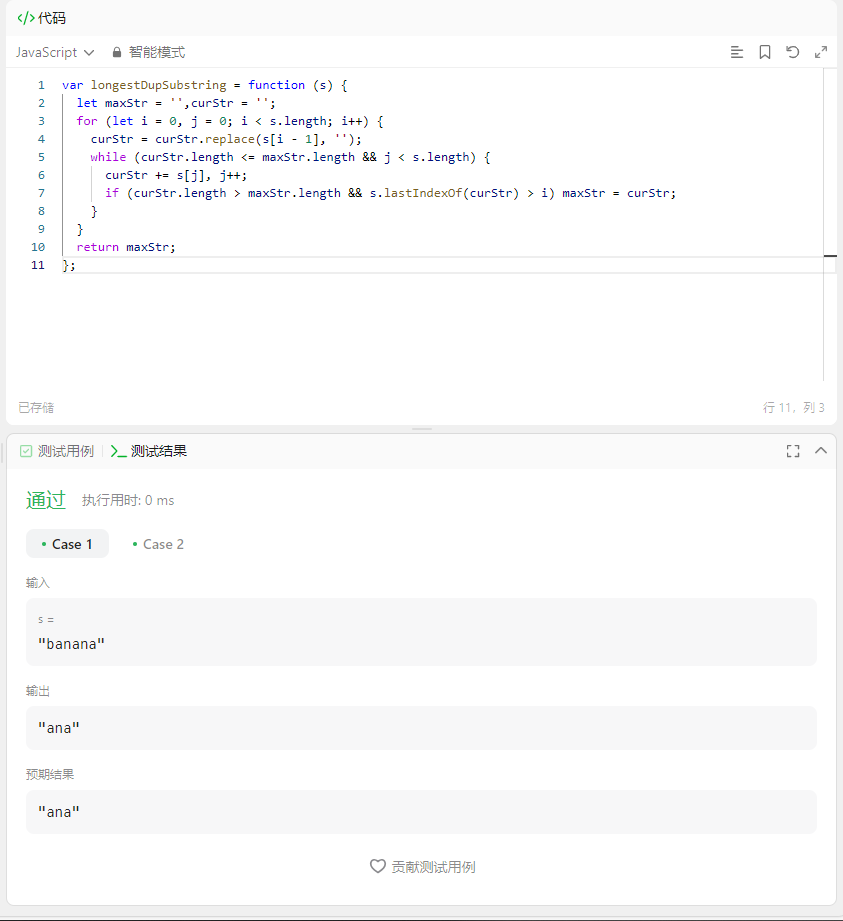 </> 代码
JavaScript 智能模式
1 var longestDupSubstring = function (s) {
2 let maxStr = '',curStr = '';
3 for (let i = 0, j = 0; i < s.length; i++) {
4 curStr = curStr.replace(s[i - 1], '');
5 while (curStr.length <= maxStr.length && j < s.length) {
6 curStr += s[j], j++;
7 if (curStr.length > maxStr.length && s.lastIndexOf(curStr) > i) maxStr = curStr;
8 }
9 }
10 return maxStr;
11 };
已存储 行 11, 列 3
测试用例 测试结果
通过 执行用时: 0 ms
Case 1 Case 2
输入
s =
"banana"
输出
"ana"
预期结果
"ana"
贡献测试用例